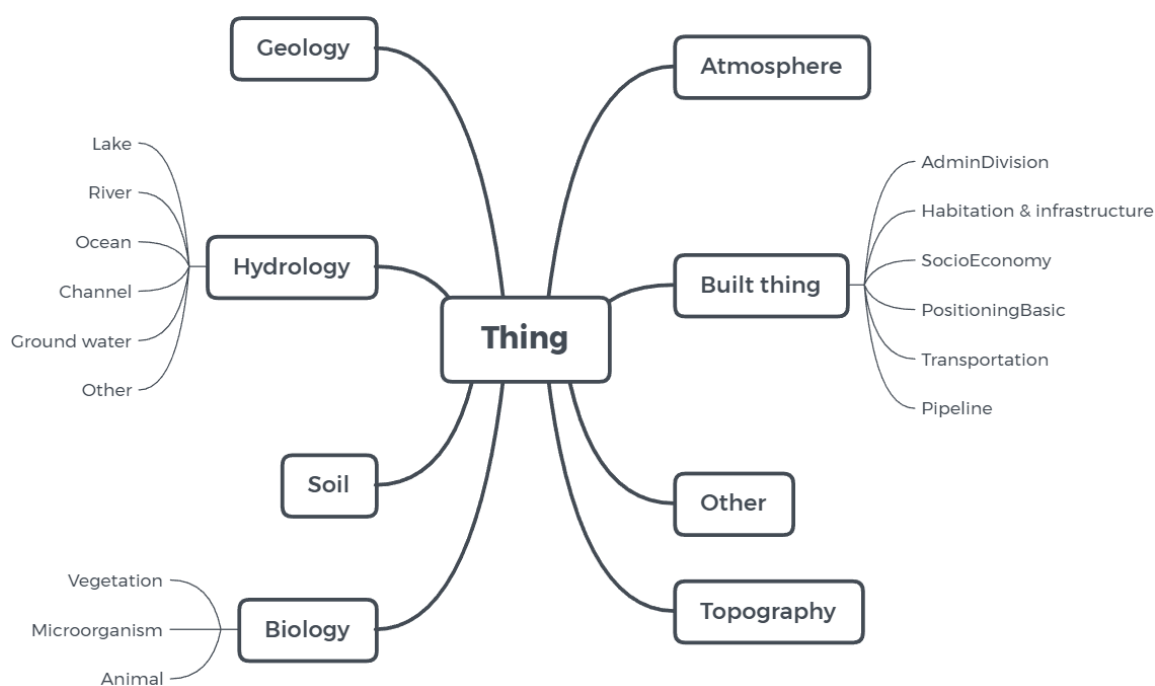 Geology
Atmosphere
Lake
River
Ocean
Channel
Ground water
Other
Hydrology
Thing
Built thing
AdminDivision
Habitation & infrastructure
SocioEconomy
PositioningBasic
Transportation
Pipeline
Soil
Other
Vegetation
Microorganism
Animal
Biology
Topography